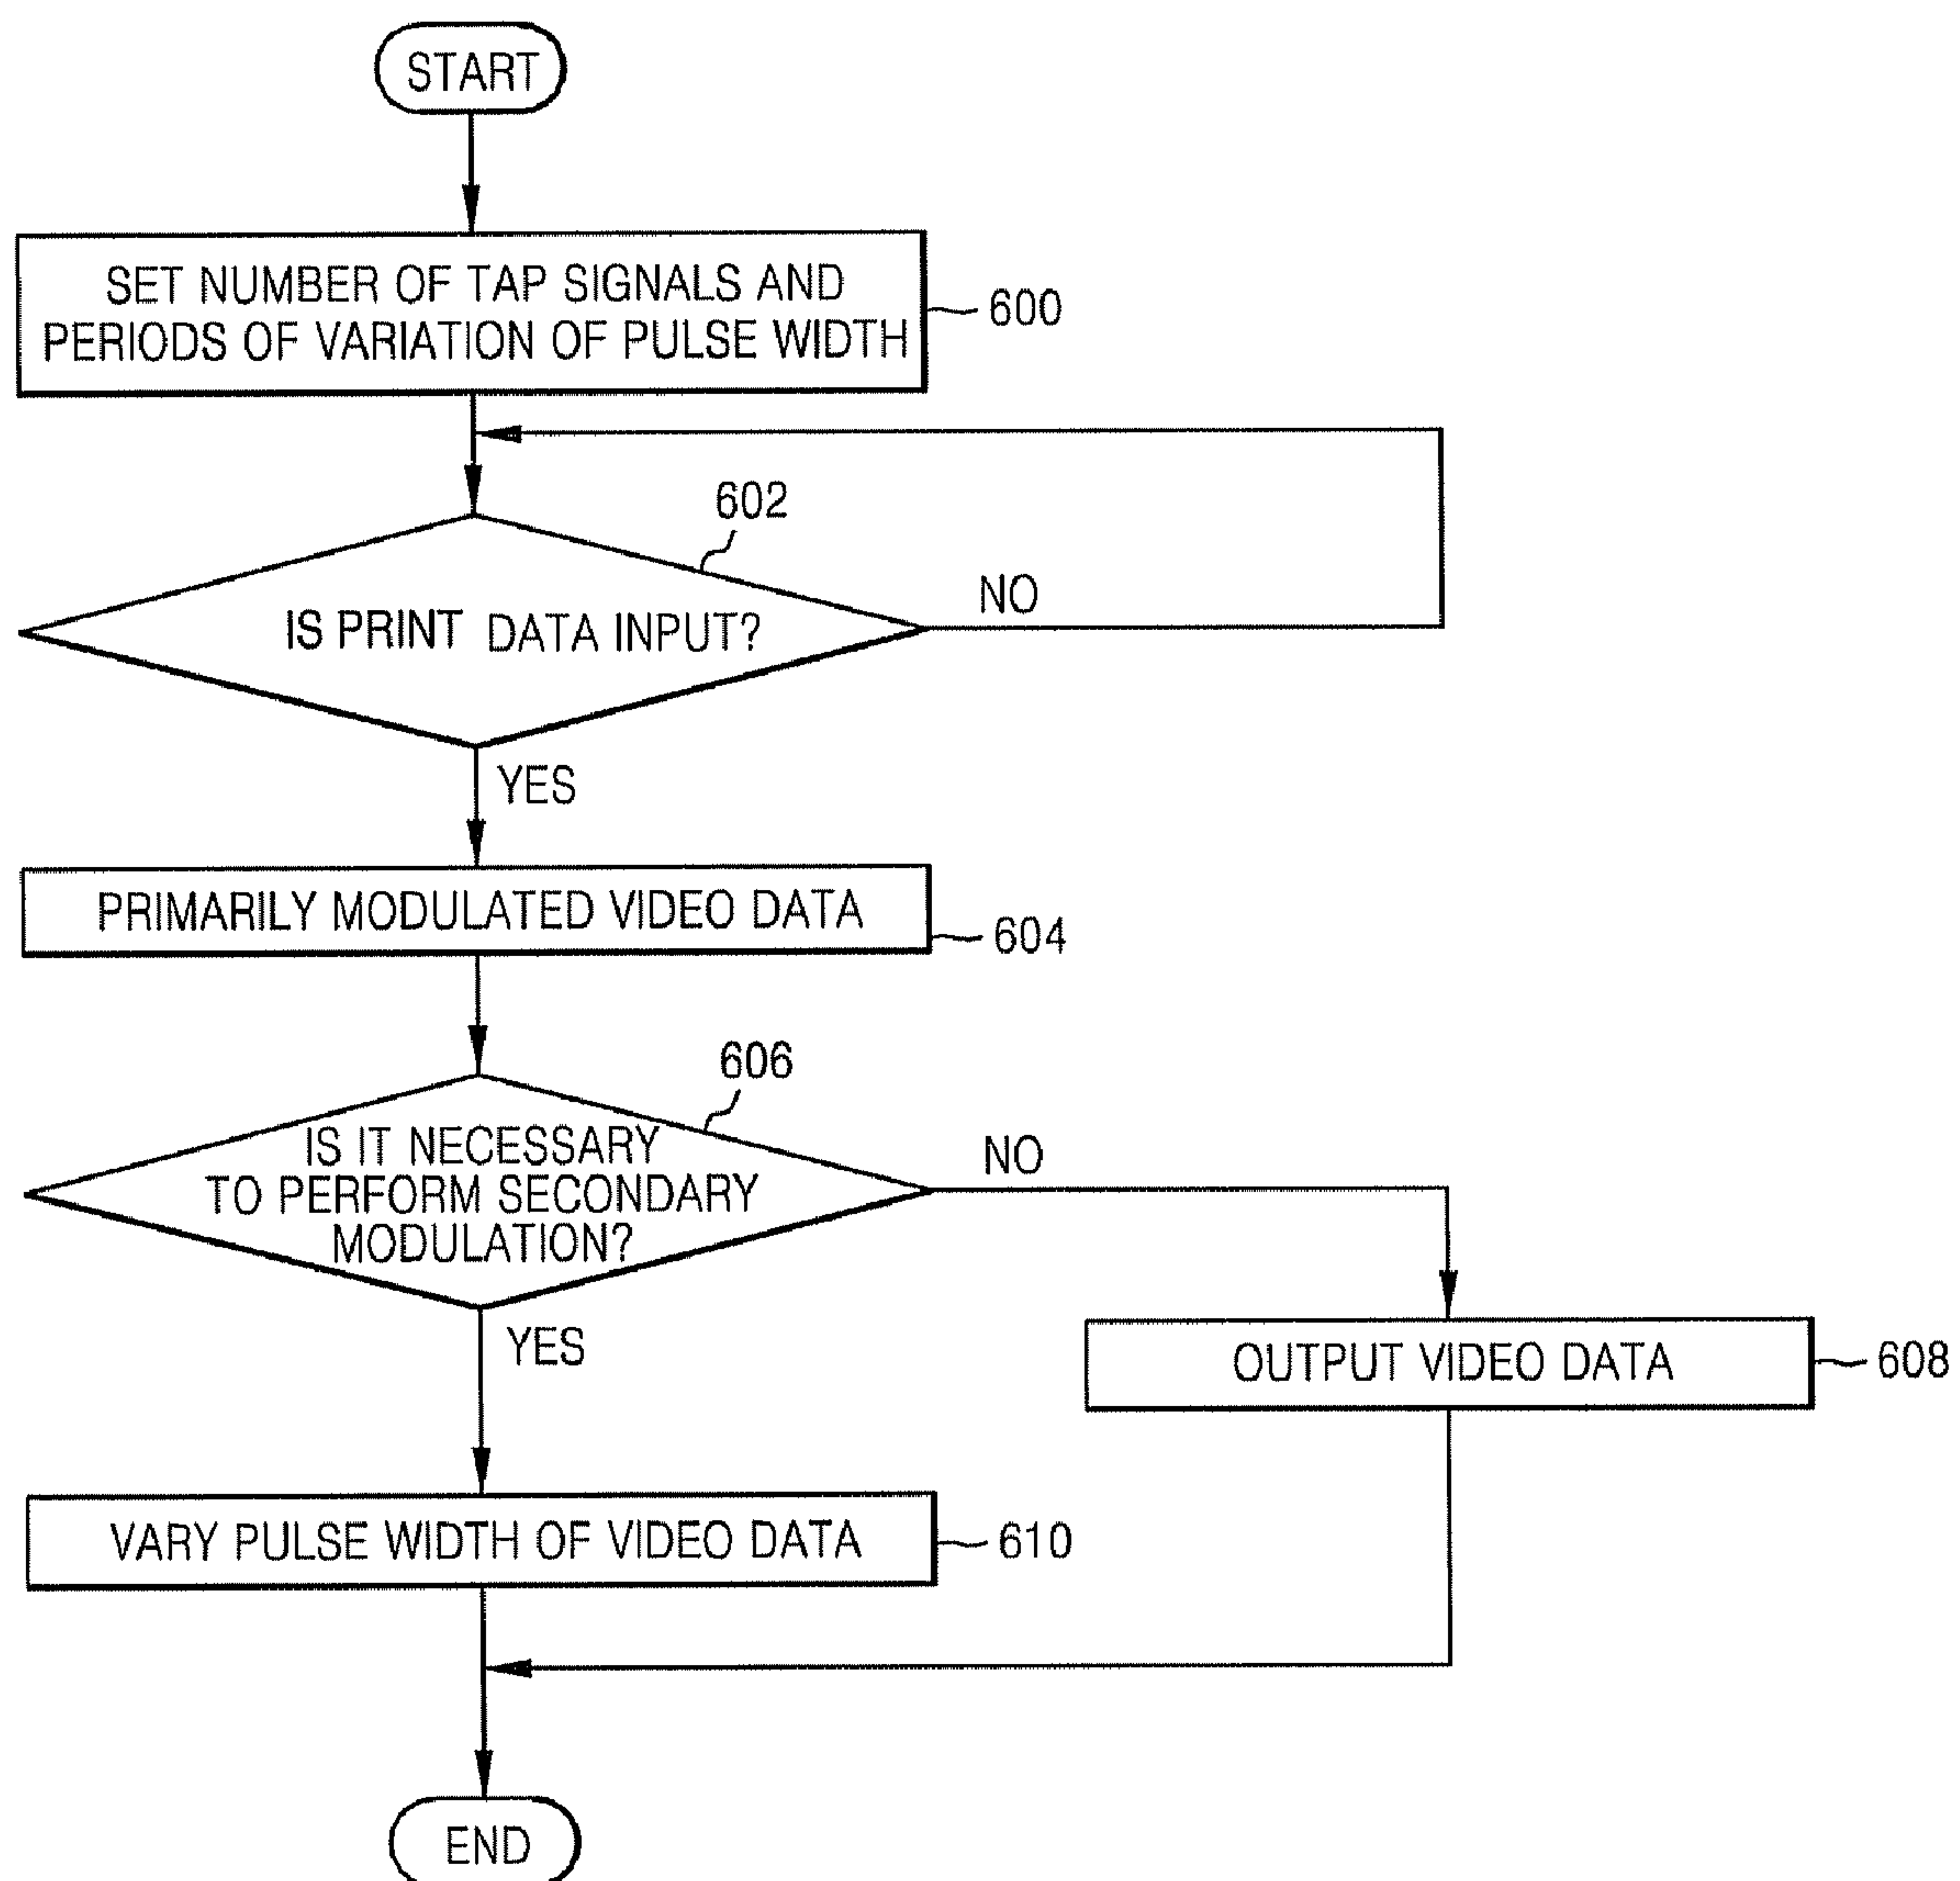 START
SET NUMBER OF TAP SIGNALS AND
PERIODS OF VARIATION OF PULSE WIDTH
600
602
IS PRINT DATA INPUT?
NO
YES
PRIMARILY MODULATED VIDEO DATA
604
606
IS IT NECESSARY
TO PERFORM SECONDARY
MODULATION?
NO
YES
OUTPUT VIDEO DATA
608
VARY PULSE WIDTH OF VIDEO DATA
610
END